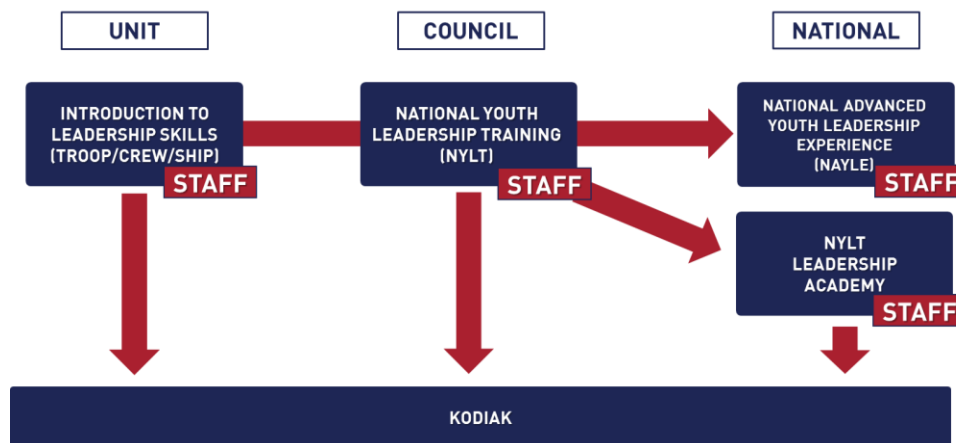 UNIT
COUNCIL
NATIONAL
INTRODUCTION TO
LEADERSHIP SKILLS
(TROOP/CREW/SHIP)
STAFF
NATIONAL YOUTH
LEADERSHIP TRAINING
(NYLT)
STAFF
NATIONAL ADVANCED
YOUTH LEADERSHIP
EXPERIENCE
(NAYLE)
STAFF
NYLT
LEADERSHIP
ACADEMY
STAFF
KODIAK